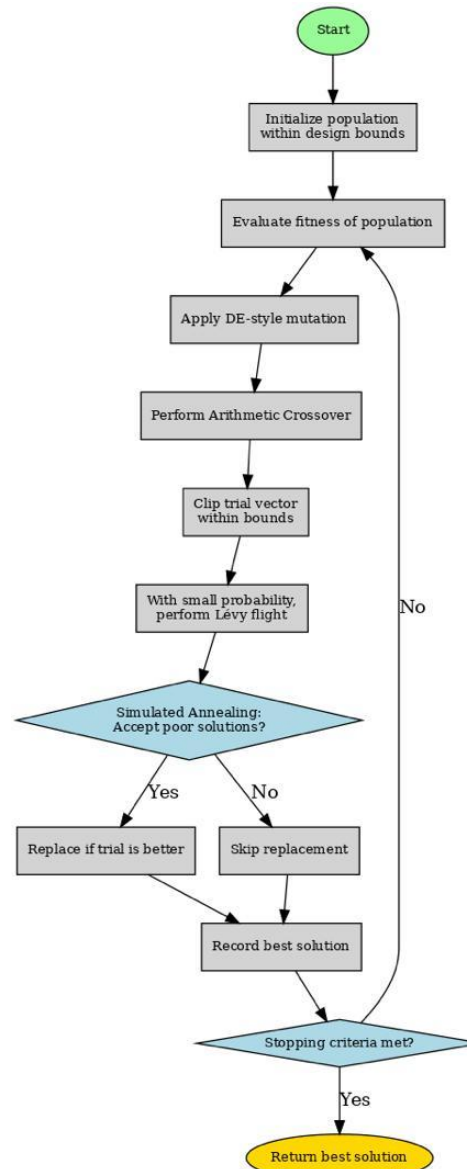 Start
Initialize population
within design bounds
Evaluate fitness of population
Apply DE-style mutation
Perform Arithmetic Crossover
Clip trial vector
within bounds
With small probability,
perform Lévy flight
No
Simulated Annealing:
Accept poor solutions?
Yes
No
Replace if trial is better
Skip replacement
Record best solution
Stopping criteria met?
Yes
Return best solution